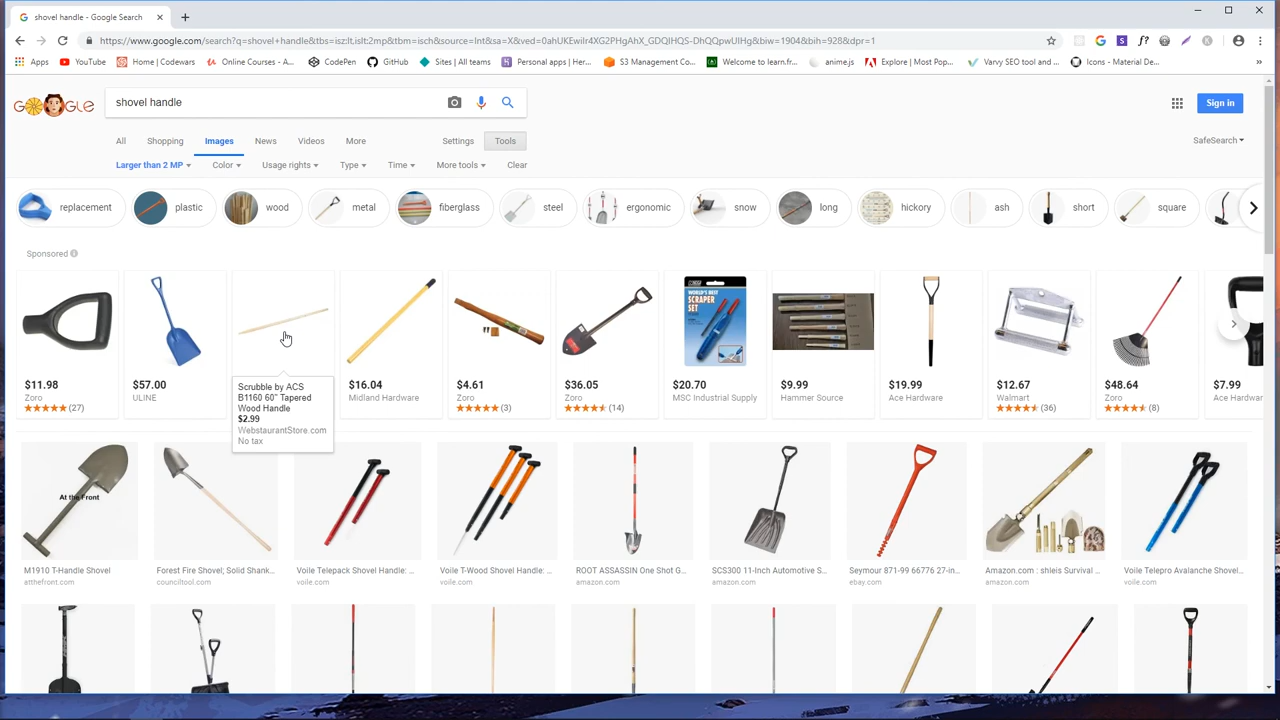 shovel handle - Google Search
https://www.google.com/search?q=shovel+handle&tbs=isz:lt,islt:2mp&tbm=isch&source=lnt&sa=X&ved=0ahUKEwiIr4XG2PHgAhX_GDQIHQS-DhQQpwUIHg&biw=1904&bih=928&dpr=1
Apps YouTube Home | Codewars Online Courses - A... CodePen GitHub Sites | All teams Personal apps | Her... S3 Management Co... Welcome to learn.fr... anime.js Explore | Most Pop... Varvy SEO tool and ... Icons - Material De... »
shovel handle
Sign in
All Shopping Images News Videos More Settings Tools
SafeSearch
Larger than 2 MP Color Usage rights Type Time More tools Clear
replacement plastic wood metal fiberglass steel ergonomic snow long hickory ash short square
Sponsored
WORLD'S BEST
SCRAPER
SET
$11.98 $57.00 $16.04 $4.61 $36.05 $20.70 $9.99 $19.99 $12.67 $48.64 $7.99
Zoro ULINE Midland Hardware Zoro Zoro MSC Industrial Supply Hammer Source Ace Hardware Walmart Zoro Ace Hardw
(27) (3) (14) (36) (8)
Scrubble by ACS
B1160 60" Tapered
Wood Handle
$2.99
WebstaurantStore.com
No tax
At the Front
M1910 T-Handle Shovel Forest Fire Shovel; Solid Shank... Voile Telepack Shovel Handle: ... Voile T-Wood Shovel Handle: ... ROOT ASSASSIN One Shot G... SCS300 11-Inch Automotive S... Seymour 871-99 66776 27-in... Amazon.com : shleis Survival ... Voile Telepro Avalanche Shovel...
atthefront.com counciltool.com voile.com voile.com amazon.com amazon.com ebay.com amazon.com voile.com